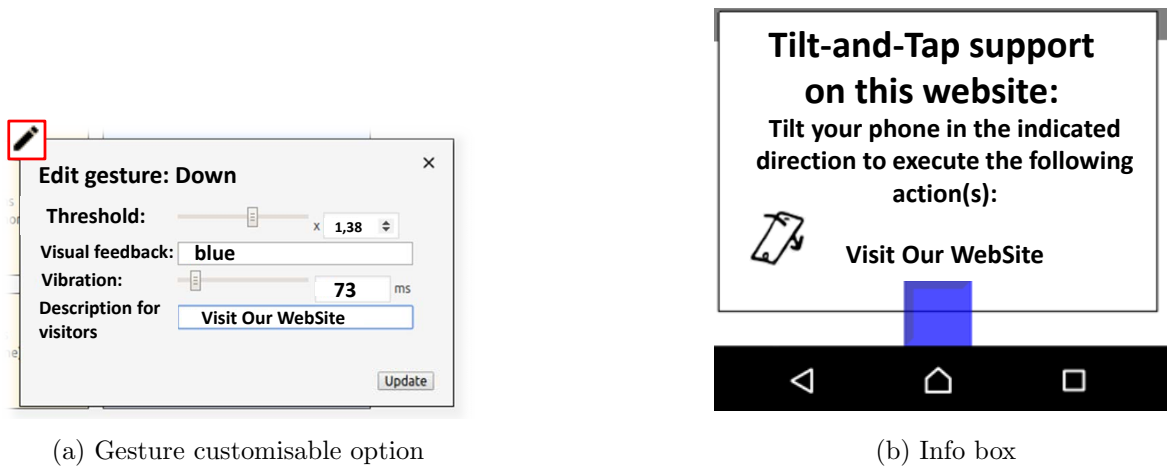 Edit gesture: Down
×
Threshold:
x 1,38
Visual feedback: blue
Vibration:
73 ms
Description for
visitors
Visit Our WebSite
Update
(a) Gesture customisable option
Tilt-and-Tap support
on this website:
Tilt your phone in the indicated
direction to execute the following
action(s):
Visit Our WebSite
(b) Info box